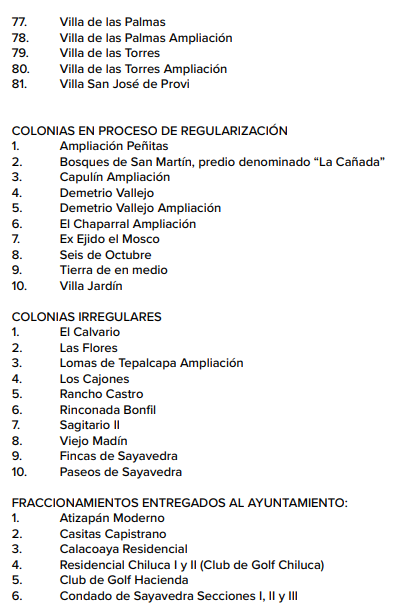 77. Villa de las Palmas
78. Villa de las Palmas Ampliación
79. Villa de las Torres
80. Villa de las Torres Ampliación
81. Villa San José de Provi
COLONIAS EN PROCESO DE REGULARIZACIÓN
1. Ampliación Peñitas
2. Bosques de San Martín, predio denominado “La Cañada”
3. Capulín Ampliación
4. Demetrio Vallejo
5. Demetrio Vallejo Ampliación
6. El Chaparral Ampliación
7. Ex Ejido el Mosco
8. Seis de Octubre
9. Tierra de en medio
10. Villa Jardín
COLONIAS IRREGULARES
1. El Calvario
2. Las Flores
3. Lomas de Tepalcapa Ampliación
4. Los Cajones
5. Rancho Castro
6. Rinconada Bonfil
7. Sagitario II
8. Viejo Madín
9. Fincas de Sayavedra
10. Paseos de Sayavedra
FRACCIONAMIENTOS ENTREGADOS AL AYUNTAMIENTO:
1. Atizapán Moderno
2. Casitas Capistrano
3. Calacoaya Residencial
4. Residencial Chiluca I y II (Club de Golf Chiluca)
5. Club de Golf Hacienda
6. Condado de Sayavedra Secciones I, II y III